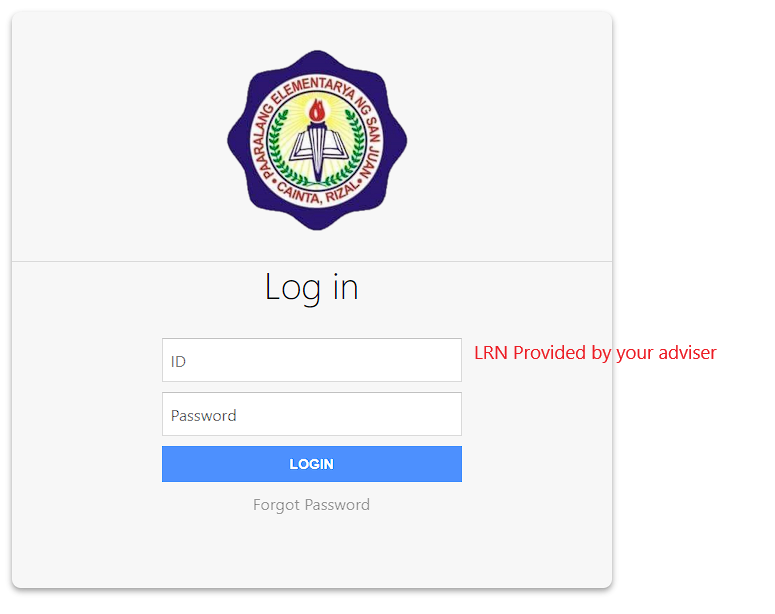 PAARALANG ELEMENTARYA NG SAN JUAN
• CAINTA, RIZAL •
Log in
ID
LRN Provided by your adviser
Password
LOGIN
Forgot Password